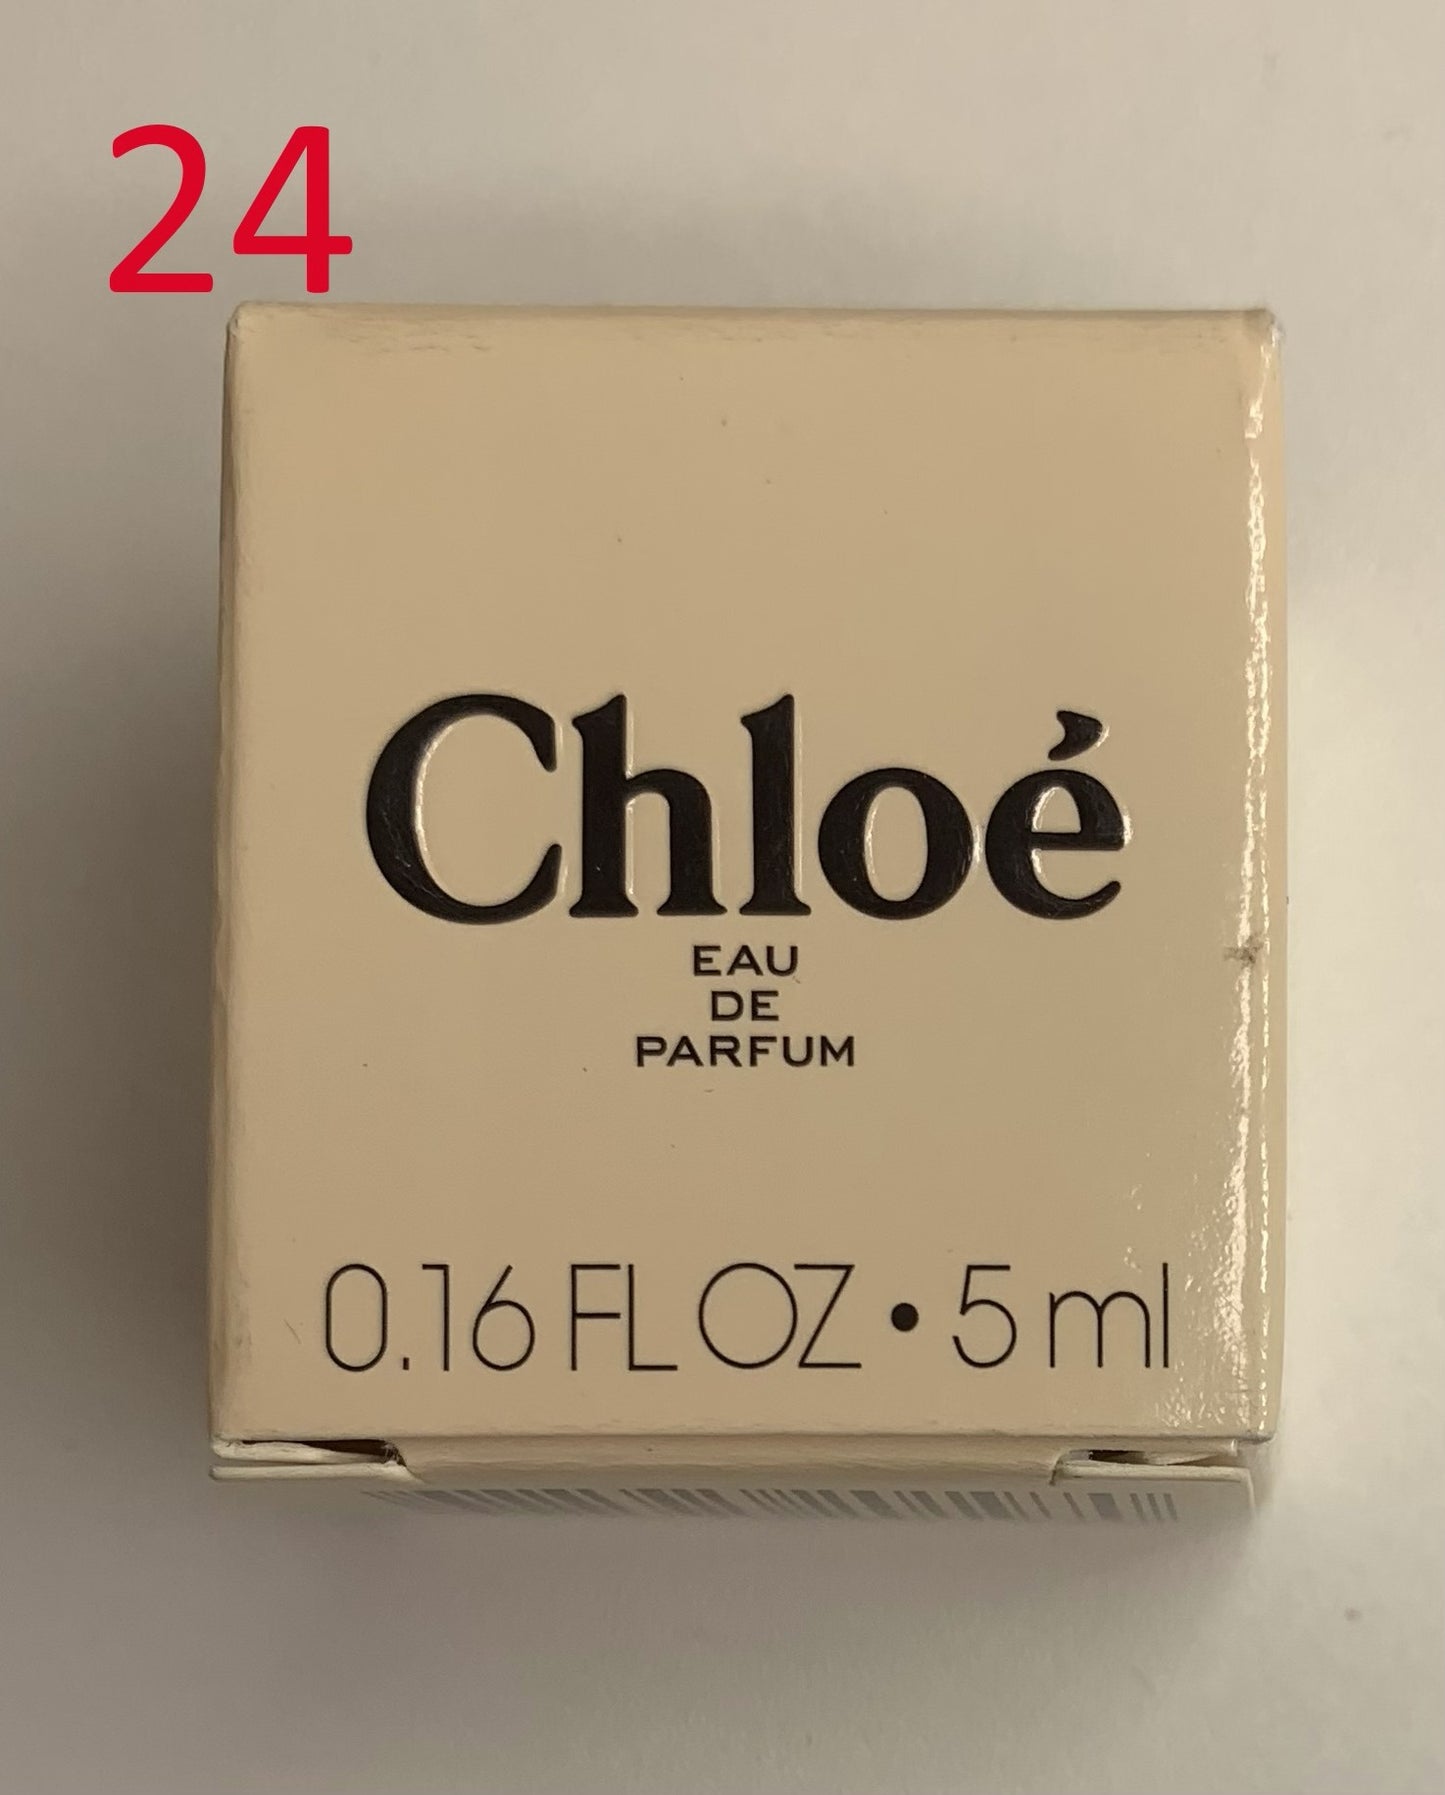 24
Chloé
EAU
DE
PARFUM
0.16 FL OZ • 5 ml